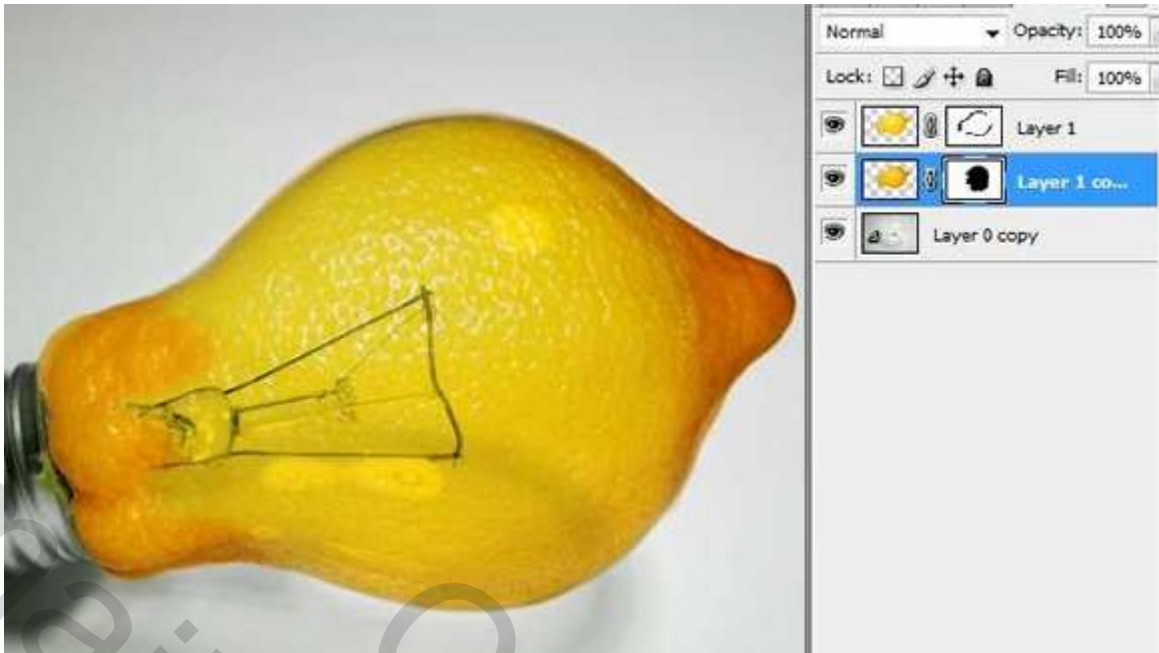 Normal Opacity: 100%
Lock: Fill: 100%
Layer 1
Layer 1 co...
Layer 0 copy